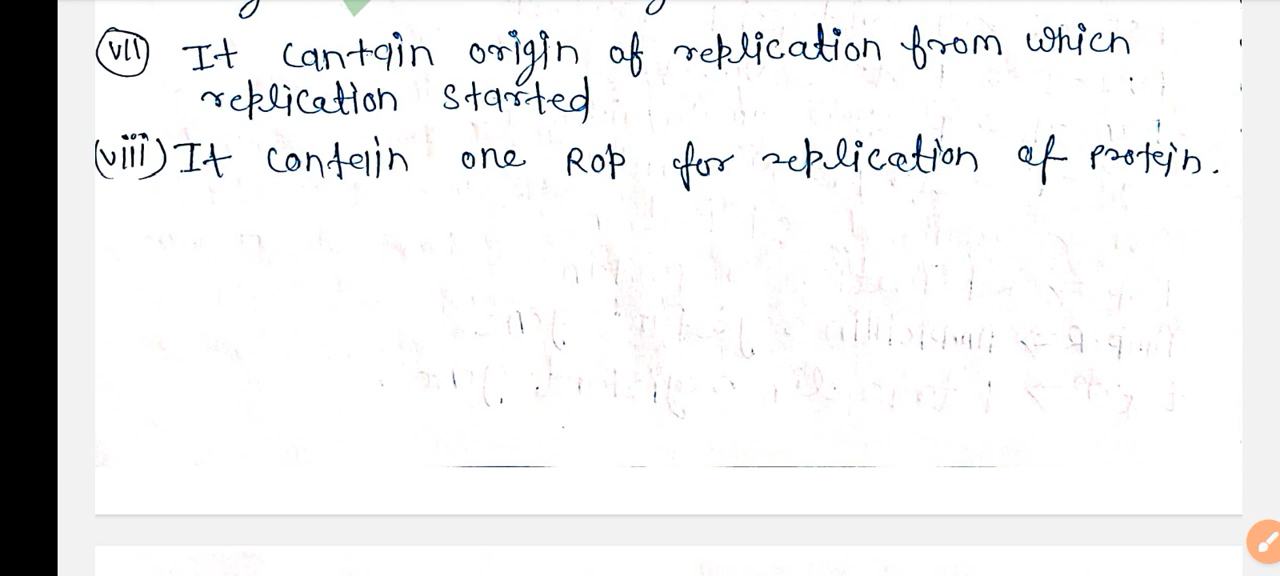 (vii) It cantain origin of replication from which
replication started
(viii) It contein one Rop for replication of protein.